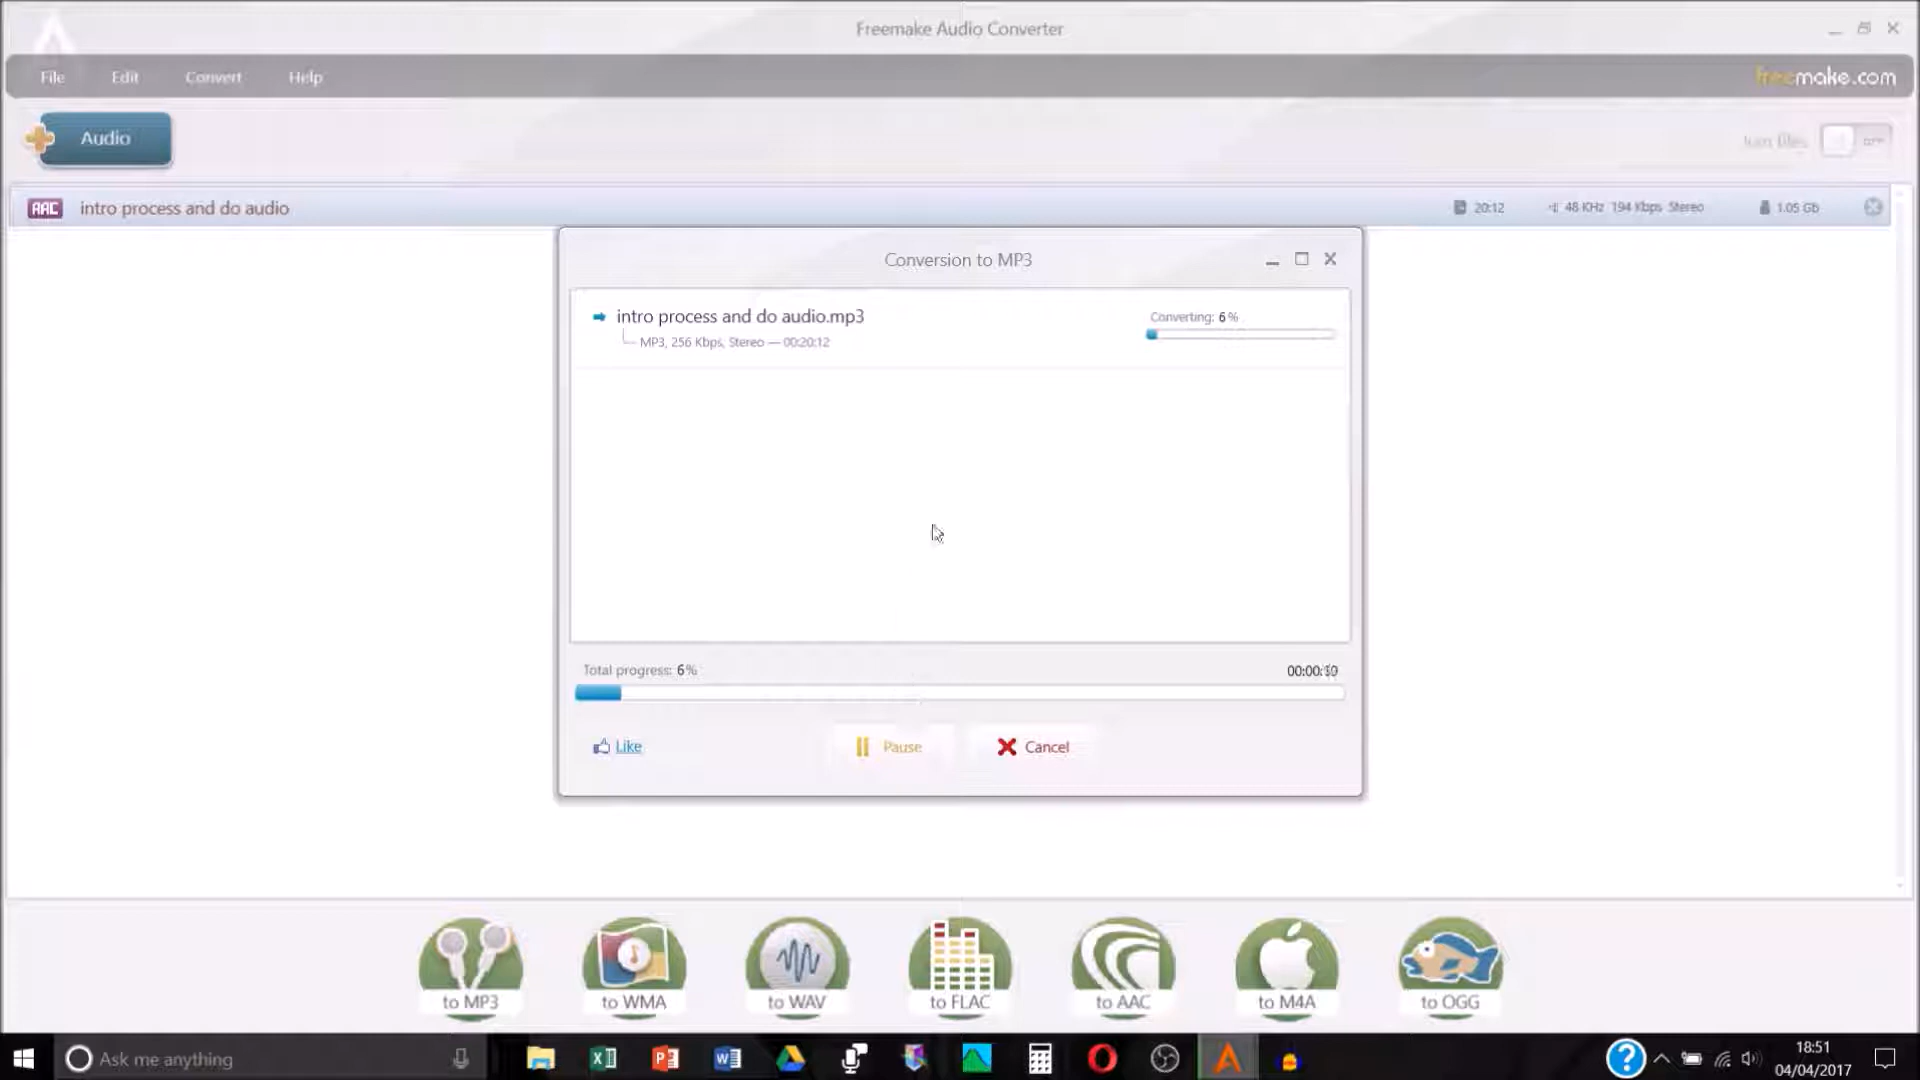 Freemake Audio Converter
File Edit Convert Help
freemake.com
Audio
Join files OFF
AAC intro process and do audio 20:12 48 KHz 194 Kbps Stereo 1.05 Gb
Conversion to MP3
intro process and do audio.mp3
Converting: 6%
MP3, 256 Kbps, Stereo — 00:20:12
Total progress: 6%
Like Pause Cancel
to MP3 to WMA to WAV to FLAC to AAC to M4A to OGG
Ask me anything
18:51
04/04/2017